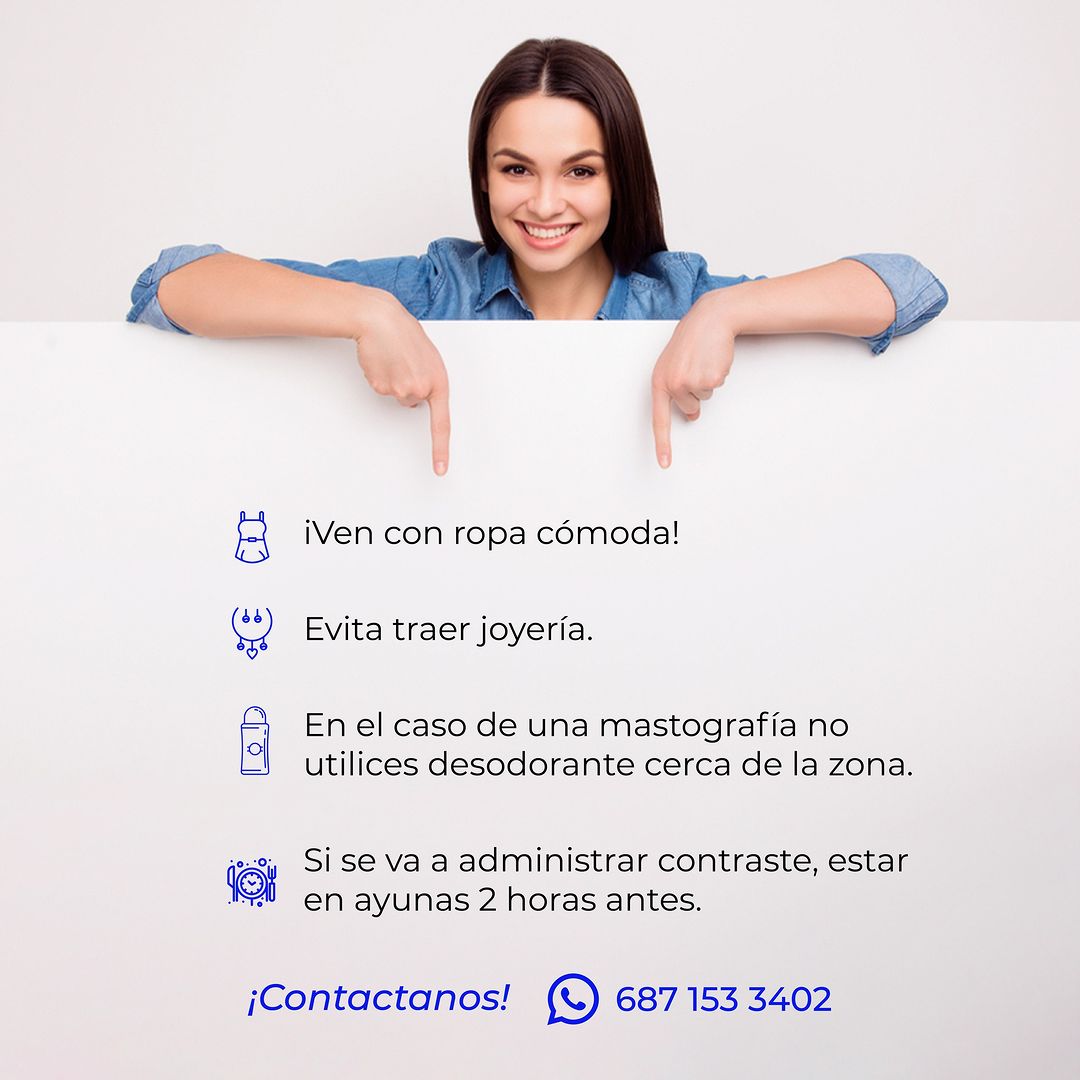 ¡Ven con ropa cómoda!
Evita traer joyería.
En el caso de una mastografía no
utilices desodorante cerca de la zona.
Si se va a administrar contraste, estar
en ayunas 2 horas antes.
¡Contactanos! 687 153 3402